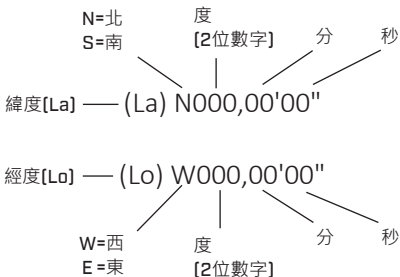 N=北
S=南
度
[2位數字]
分
秒
緯度[La]
(La) N000,00'00"
經度[Lo]
(Lo) W000,00'00"
W=西
E=東
度
[2位數字]
分
秒